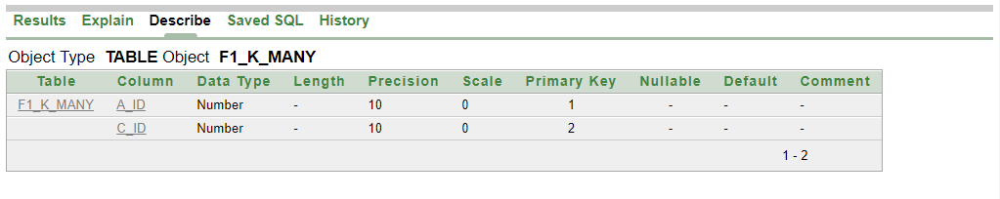 Results Explain Describe Saved SQL History
Object Type TABLE Object F1_K_MANY
Table Column Data Type Length Precision Scale Primary Key Nullable Default Comment
F1_K_MANY A_ID Number - 10 0 1 - - -
C_ID Number - 10 0 2 - - -
1 - 2